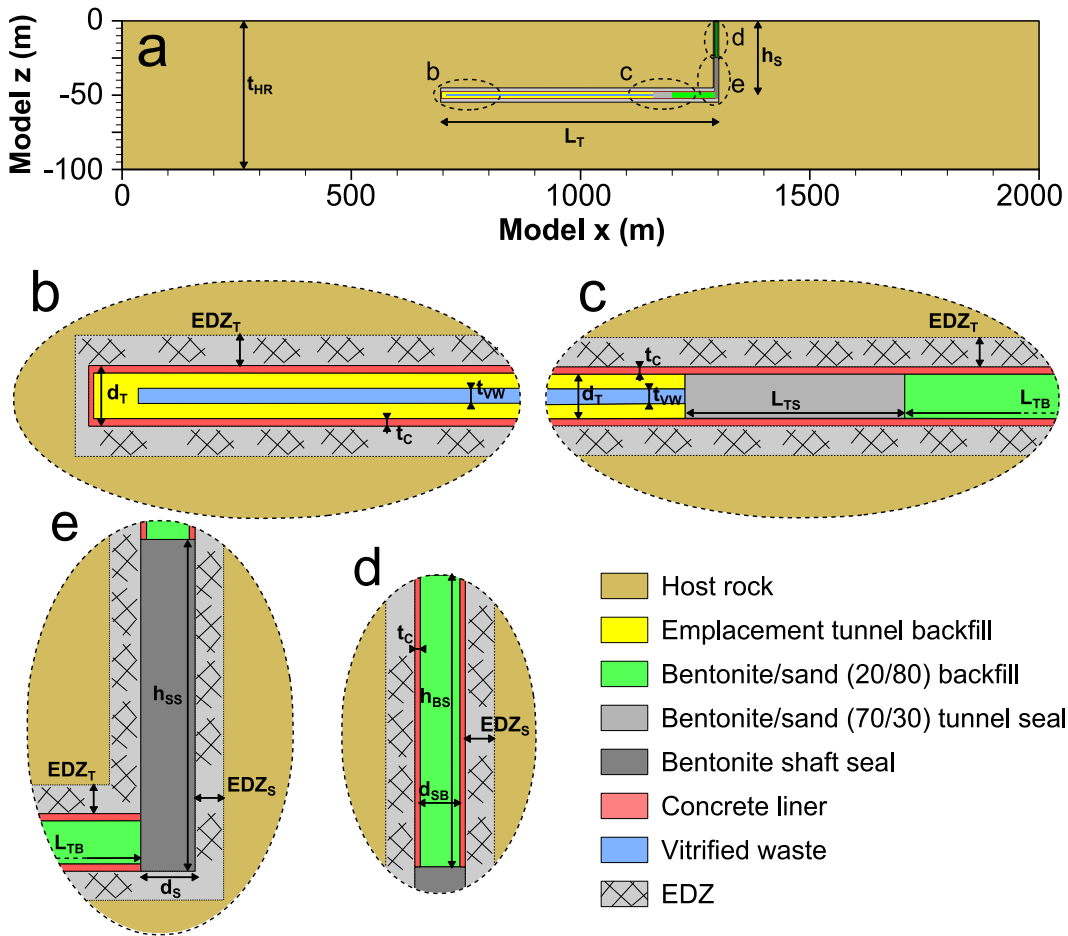 a
Model z (m)
0
-50
-100
t_HR
b
c
d
e
h_S
L_T
0
500
1000
1500
2000
Model x (m)
b
EDZ_T
d_T
t_VW
t_C
c
EDZ_T
t_C
d_T
t_VW
L_TS
L_TB
e
h_SS
EDZ_T
EDZ_S
L_TB
d_S
d
t_C
h_BS
EDZ_S
d_SB
Host rock
Emplacement tunnel backfill
Bentonite/sand (20/80) backfill
Bentonite/sand (70/30) tunnel seal
Bentonite shaft seal
Concrete liner
Vitrified waste
EDZ